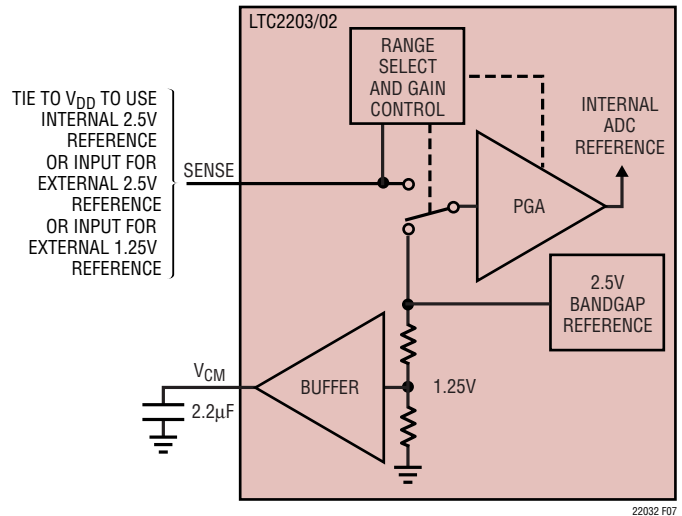 LTC2203/02
RANGE
SELECT
AND GAIN
CONTROL
TIE TO VDD TO USE
INTERNAL 2.5V
REFERENCE
OR INPUT FOR
EXTERNAL 2.5V
REFERENCE
OR INPUT FOR
EXTERNAL 1.25V
REFERENCE
SENSE
INTERNAL
ADC
REFERENCE
PGA
2.5V
BANDGAP
REFERENCE
VCM
BUFFER
1.25V
2.2μF
22032 F07